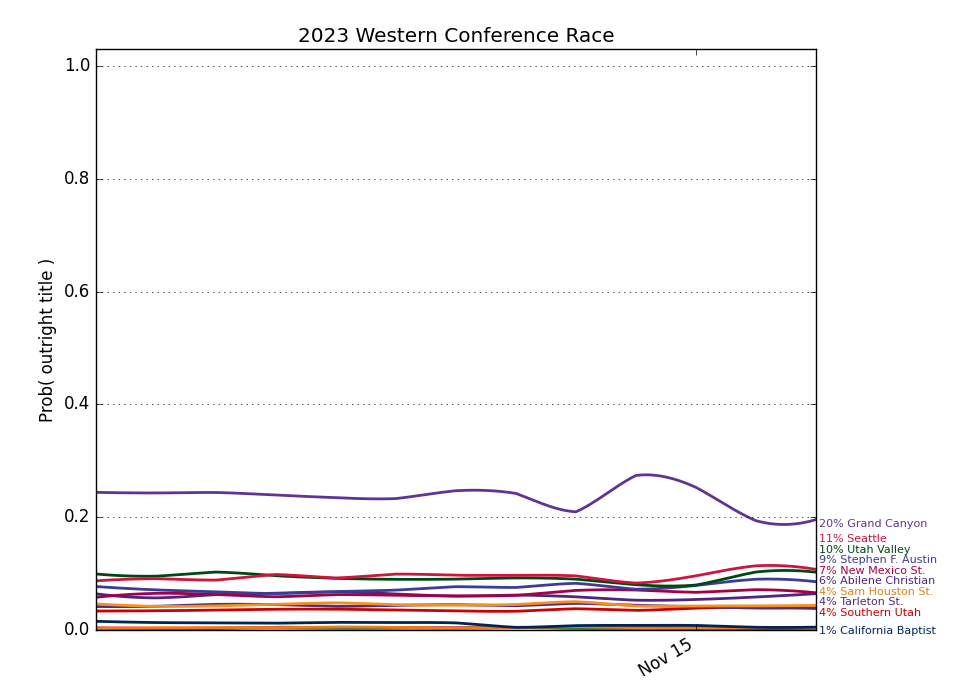 2023 Western Conference Race
1.0
0.8
0.6
0.4
0.2
0.0
Prob( outright title )
20% Grand Canyon
11% Seattle
10% Utah Valley
9% Stephen F. Austin
7% New Mexico St.
6% Abilene Christian
4% Sam Houston St.
4% Tarleton St.
4% Southern Utah
1% California Baptist
Nov 15